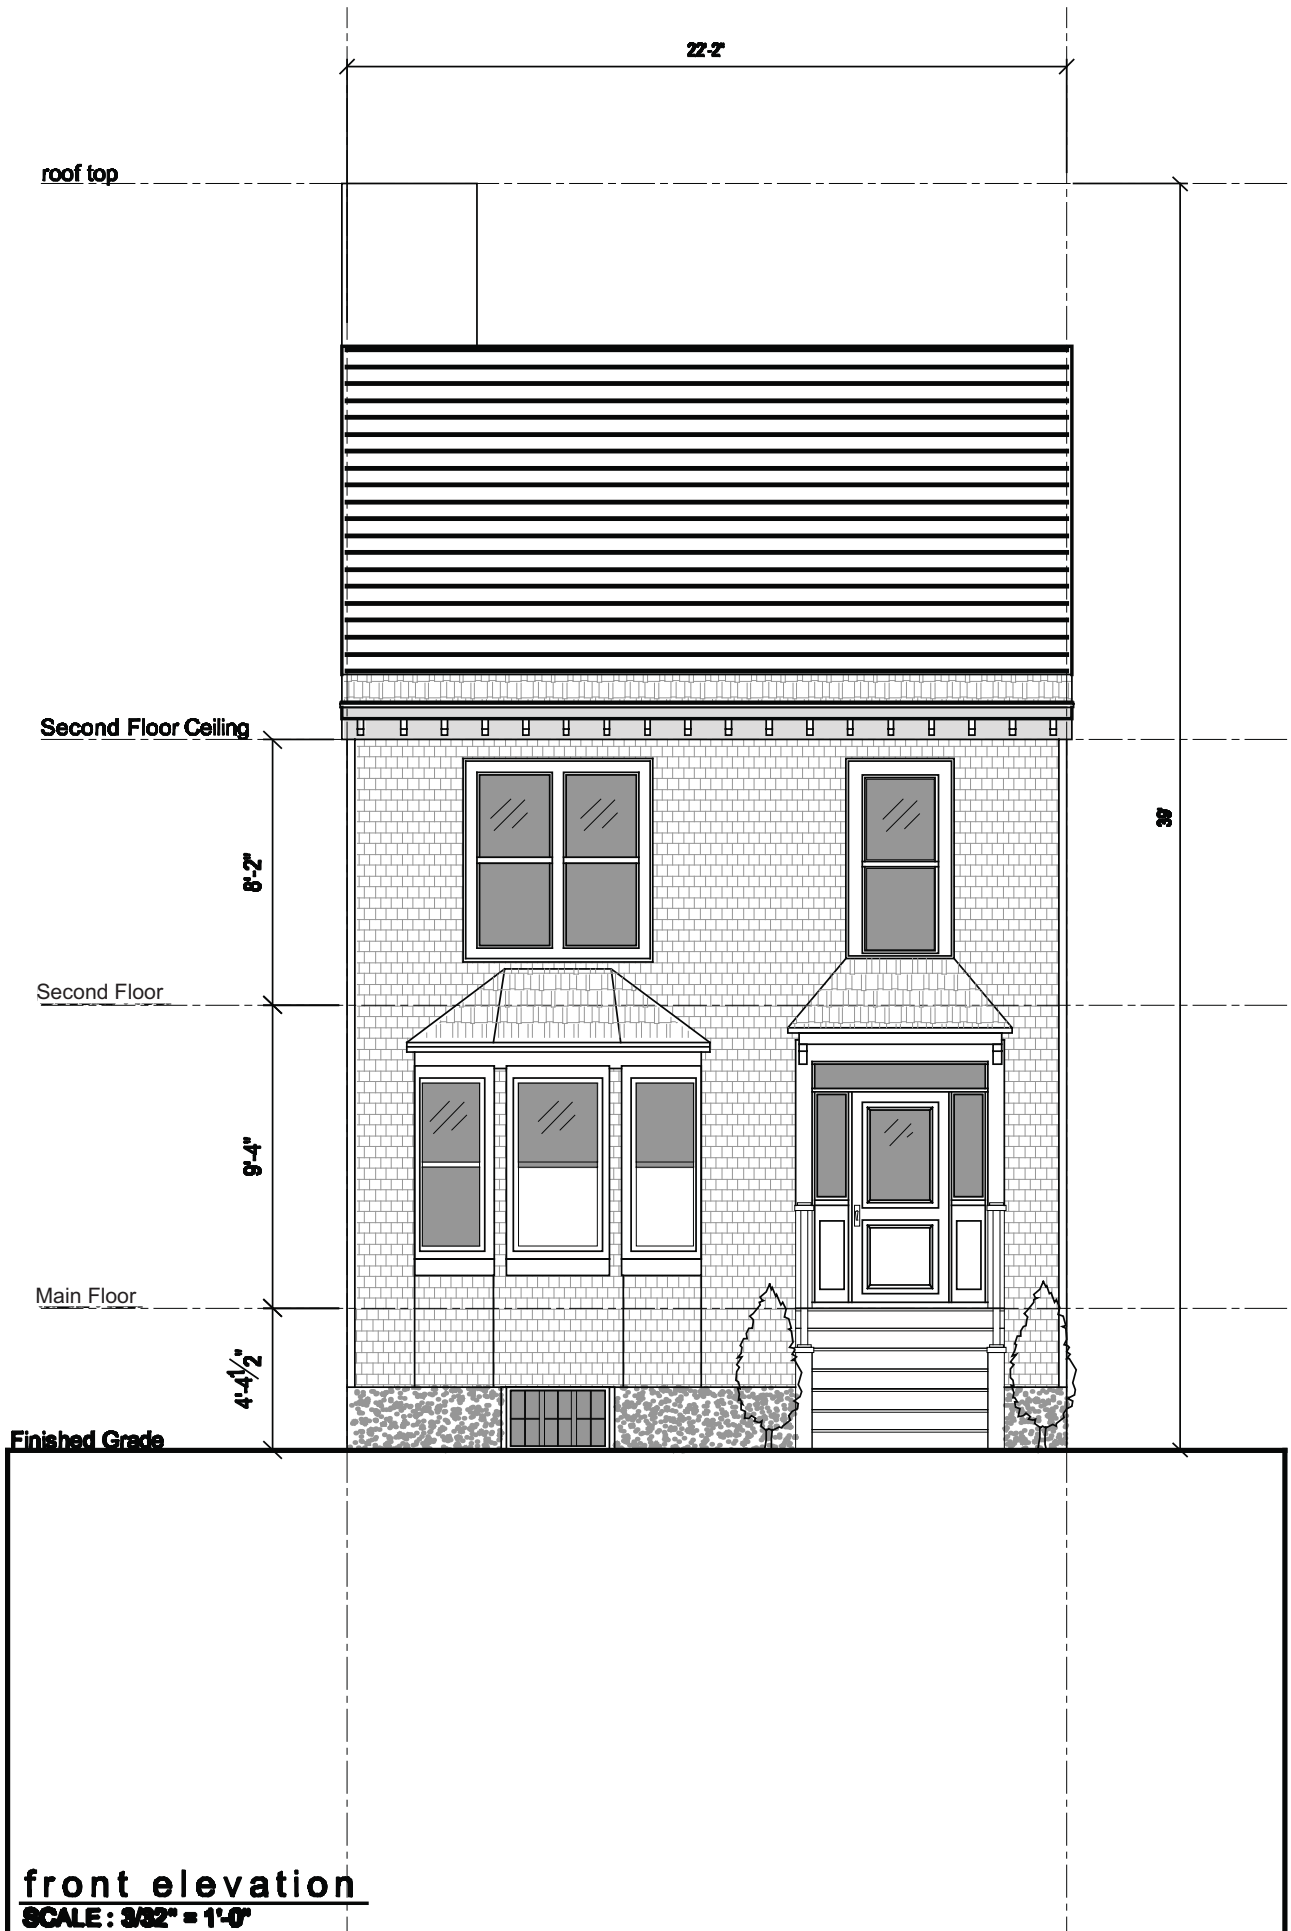 22'-2"
roof top
Second Floor Ceiling
39'
8'-2"
Second Floor
9'-4"
Main Floor
4'-4½"
Finished Grade
front elevation
SCALE : 3/32" = 1'-0"